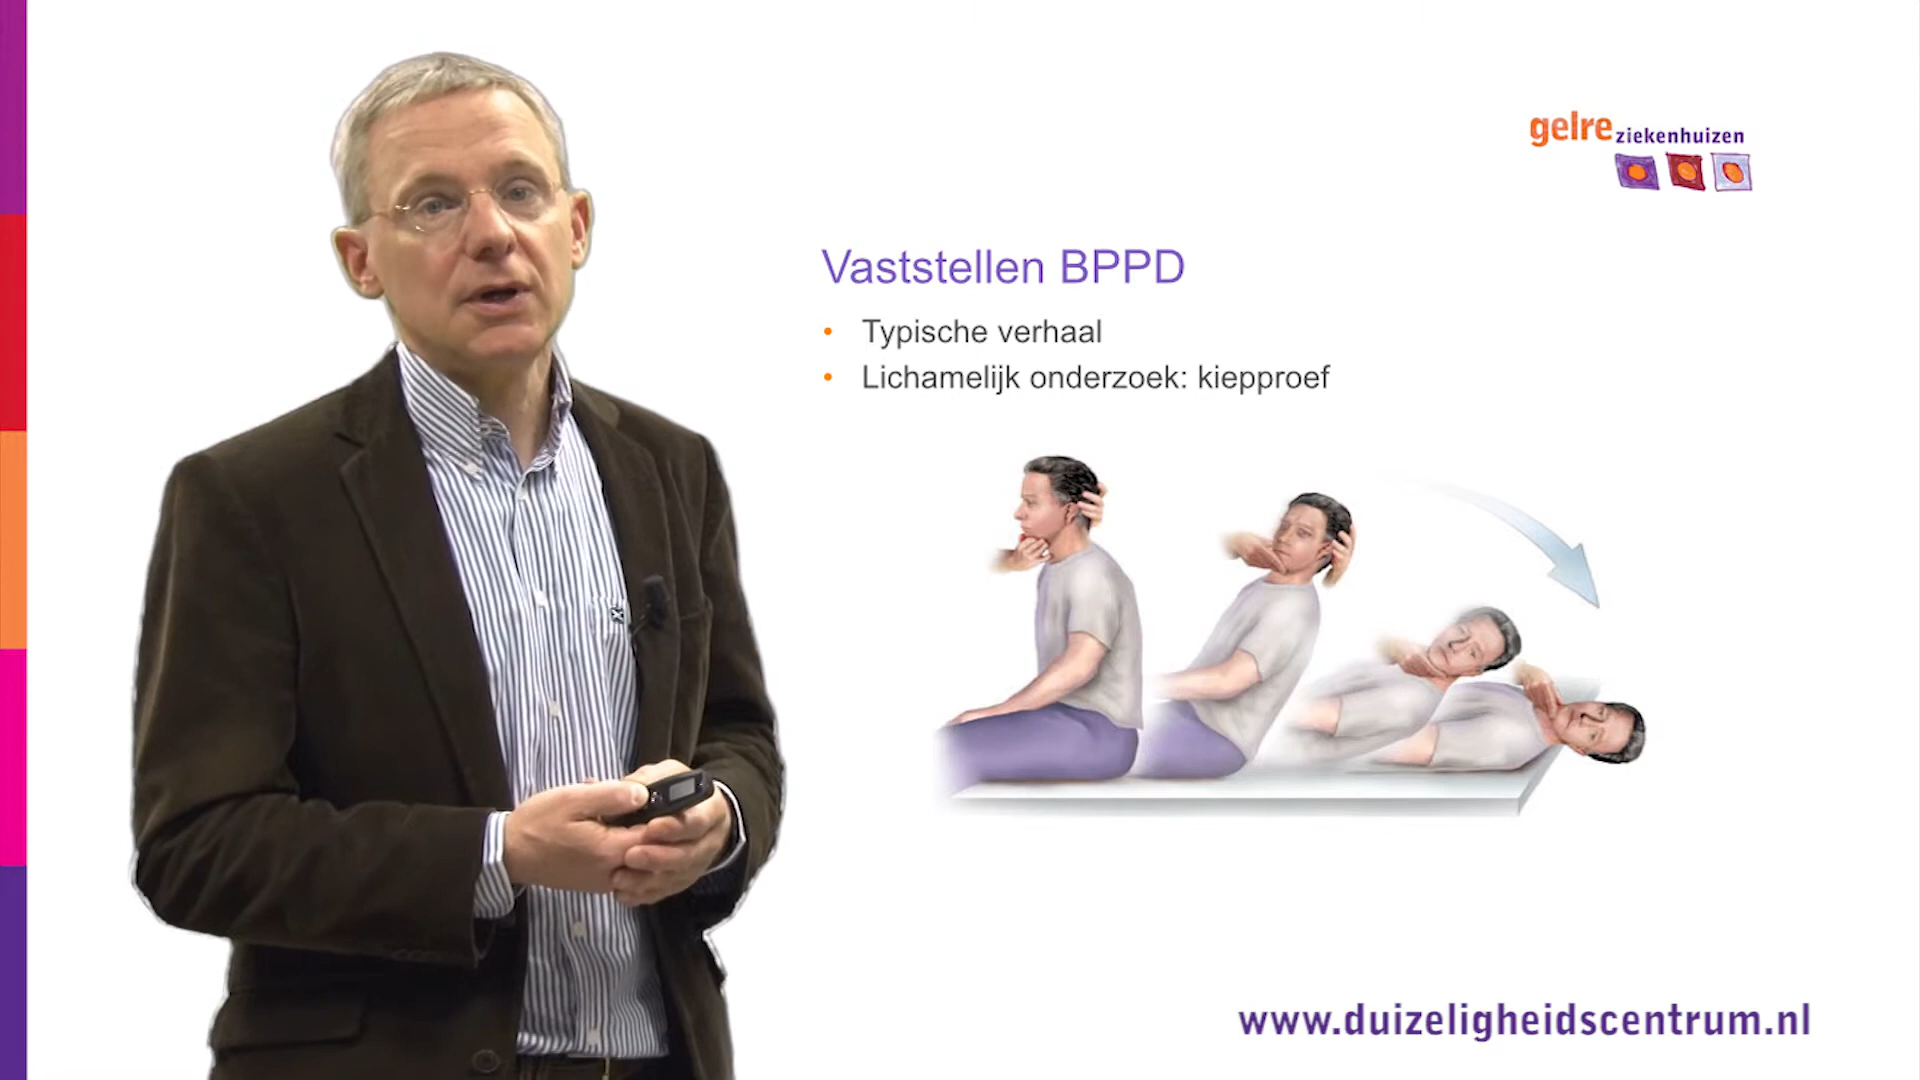 gelre ziekenhuizen
Vaststellen BPPD
• Typische verhaal
• Lichamelijk onderzoek: kiepproef
www.duizeligheidscentrum.nl